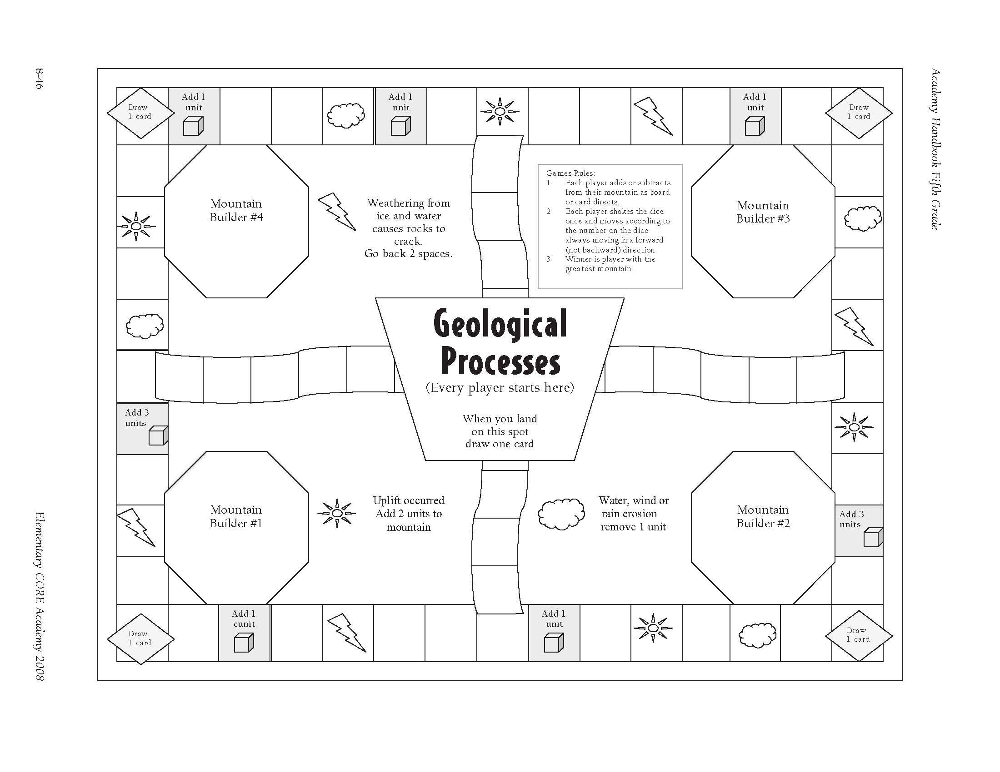 8-46
Academy Handbook Fifth Grade
Draw
1 card
Add 1
unit
Add 1
unit
Add 1
unit
Draw
1 card
Mountain
Builder #4
Weathering from
ice and water
causes rocks to
crack.
Go back 2 spaces.
Games Rules:
1. Each player adds or subtracts
from their mountain as board
or card directs.
2. Each player shakes the dice
once and moves according to
the number on the dice
always moving in a forward
(not backward) direction.
3. Winner is player with the
greatest mountain.
Mountain
Builder #3
Geological
Processes
(Every player starts here)
When you land
on this spot
draw one card
Add 3
units
Mountain
Builder #1
Uplift occurred
Add 2 units to
mountain
Water, wind or
rain erosion
remove 1 unit
Mountain
Builder #2
Add 3
units
Draw
1 card
Add 1
cunit
Add 1
unit
Draw
1 card
Elementary CORE Academy 2008